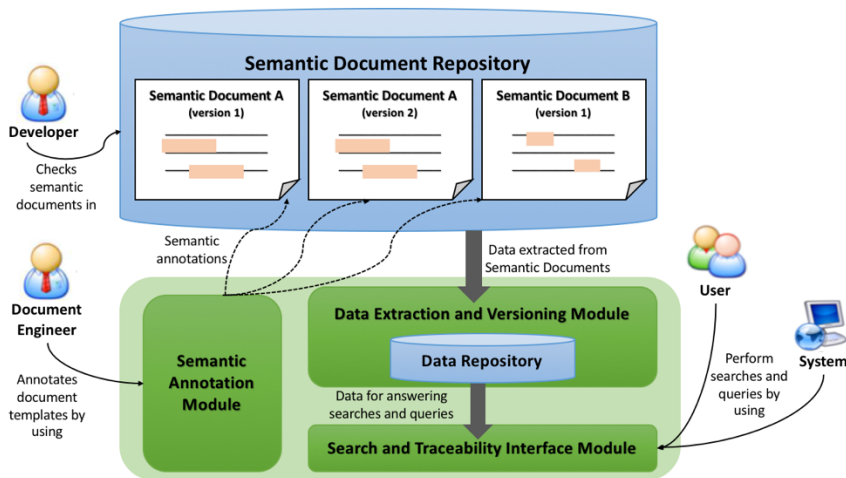 Semantic Document Repository
Semantic Document A
(version 1)
Semantic Document A
(version 2)
Semantic Document B
(version 1)
Developer
Checks
semantic
documents in
Semantic
annotations
Data extracted from
Semantic Documents
Document
Engineer
Annotates
document
templates by
using
Semantic
Annotation
Module
Data Extraction and Versioning Module
Data Repository
Data for answering
searches and queries
Search and Traceability Interface Module
User
System
Perform
searches and
queries by
using